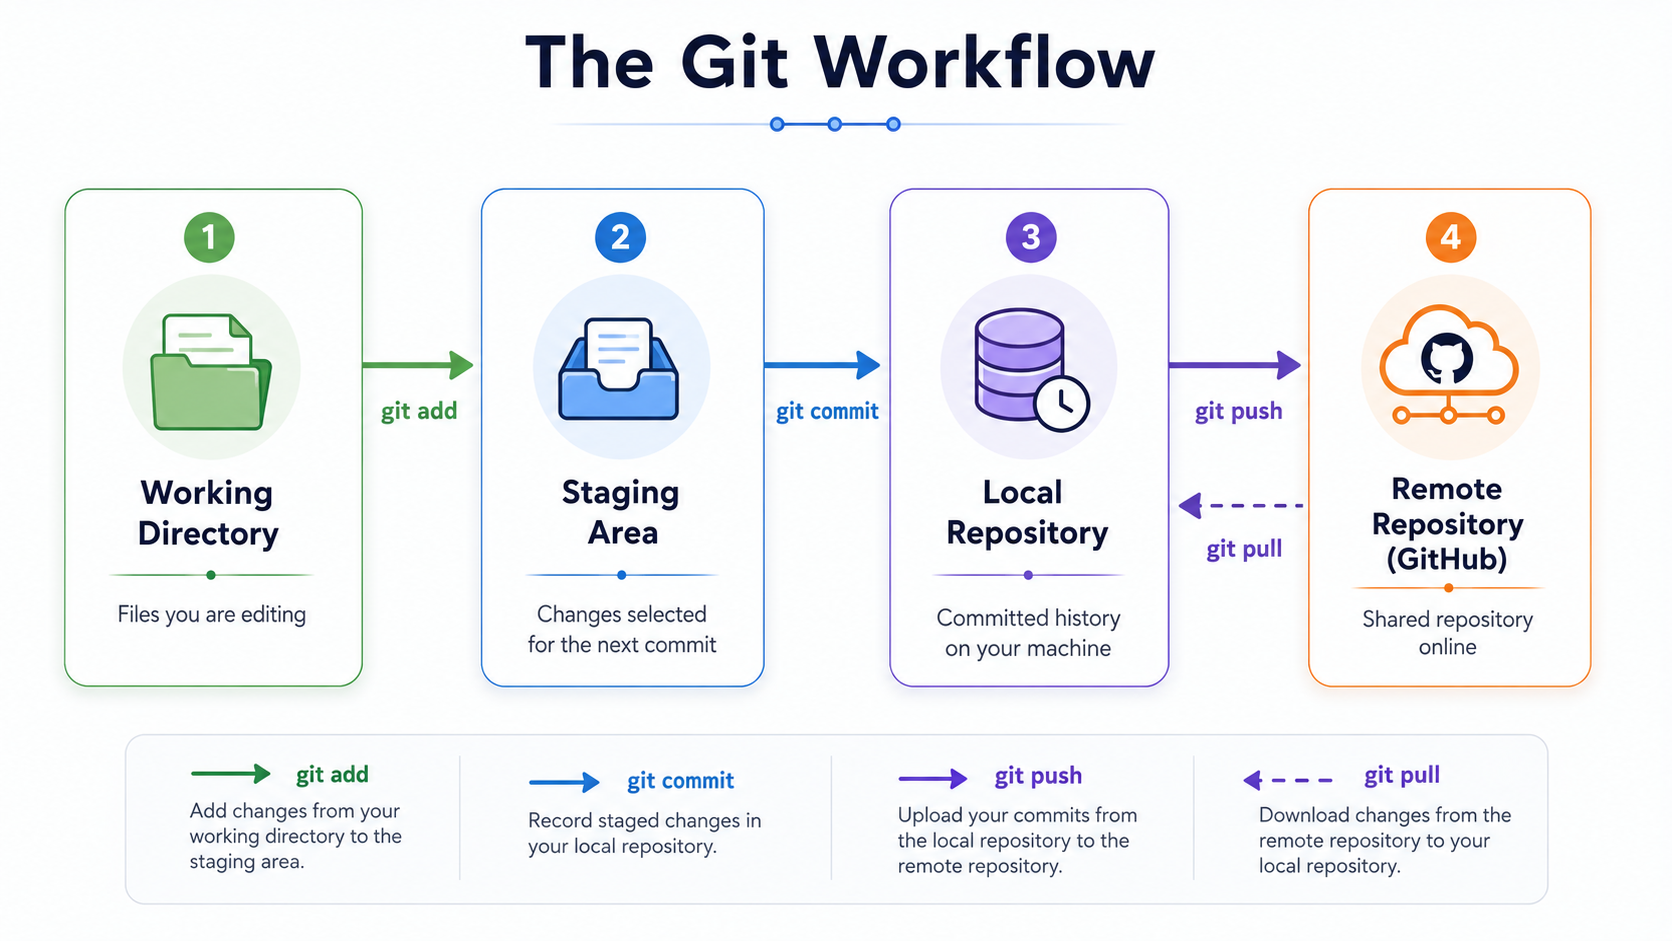 The Git Workflow
1
Working
Directory
Files you are editing
git add
2
Staging
Area
Changes selected
for the next commit
git commit
3
Local
Repository
Committed history
on your machine
git push
git pull
4
Remote
Repository
(GitHub)
Shared repository
online
git add
Add changes from your
working directory to the
staging area.
git commit
Record staged changes in
your local repository.
git push
Upload your commits from
the local repository to the
remote repository.
git pull
Download changes from the
remote repository to your
local repository.